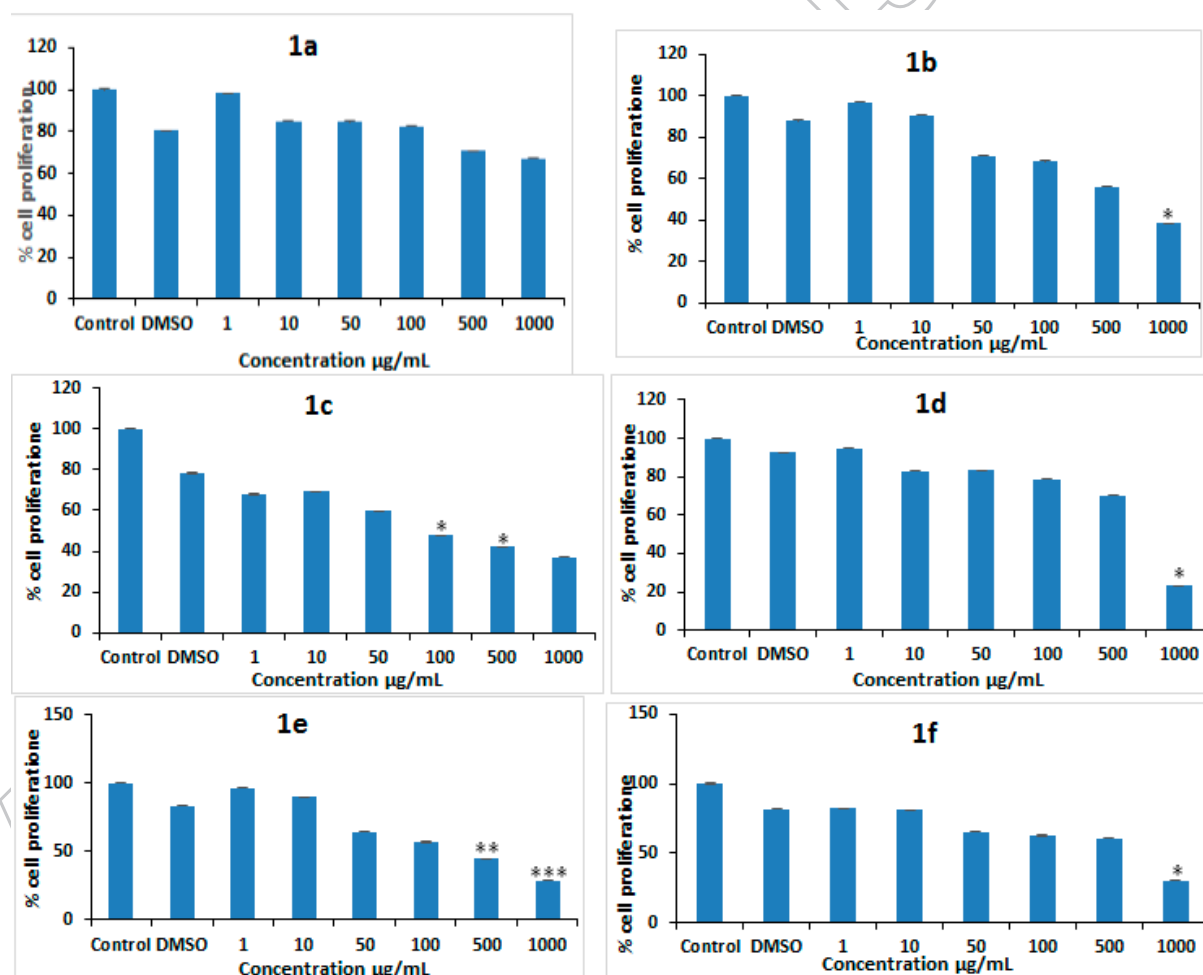 1a
120
100
80
60
40
20
0
% cell proliferation
Control DMSO 1 10 50 100 500 1000
Concentration µg/mL
1b
120
100
80
60
40
20
0
% cell proliferatione
*
Control DMSO 1 10 50 100 500 1000
Concentration µg/mL
1c
120
100
80
60
40
20
0
% cell proliferatione
* *
Control DMSO 1 10 50 100 500 1000
Concentration µg/mL
1d
120
100
80
60
40
20
0
% cell proliferatione
*
Control DMSO 1 10 50 100 500 1000
Concentration µg/mL
1e
150
100
50
0
% cell proliferatione
** ***
Control DMSO 1 10 50 100 500 1000
Concentration µg/mL
1f
150
100
50
0
% cell proliferatione
*
Control DMSO 1 10 50 100 500 1000
Concentration µg/mL